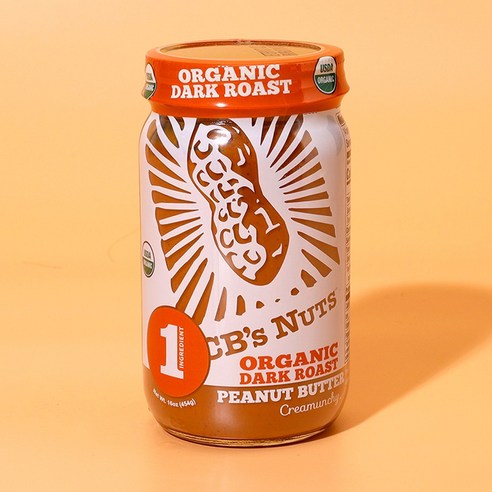 ORGANIC
DARK ROAST
USDA
ORGANIC
CB's NUTS
1
INGREDIENT
ORGANIC
DARK ROAST
PEANUT BUTTER
Creamunchy
Net Wt. 16oz (454g)